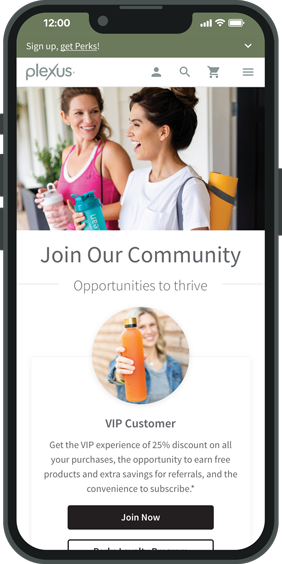 12:00
Sign up, get Perks!
plexus
Join Our Community
Opportunities to thrive
VIP Customer
Get the VIP experience of 25% discount on all
your purchases, the opportunity to earn free
products and extra savings for referrals, and the
convenience to subscribe.*
Join Now